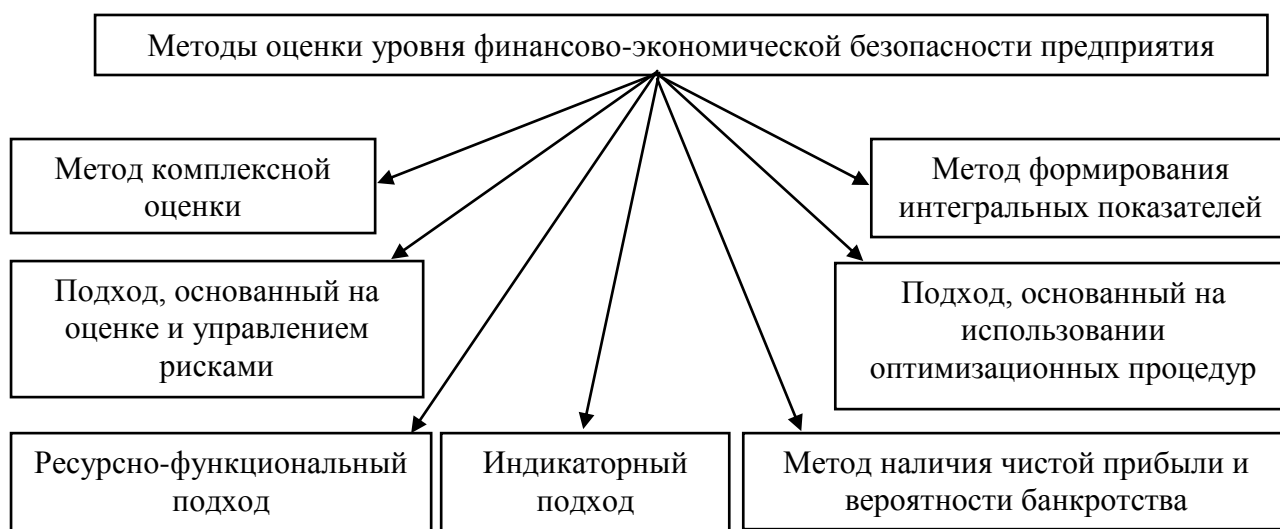 Методы оценки уровня финансово-экономической безопасности предприятия
Метод комплексной
оценки
Метод формирования
интегральных показателей
Подход, основанный на
оценке и управлением
рисками
Подход, основанный на
использовании
оптимизационных процедур
Ресурсно-функциональный
подход
Индикаторный
подход
Метод наличия чистой прибыли и
вероятности банкротства